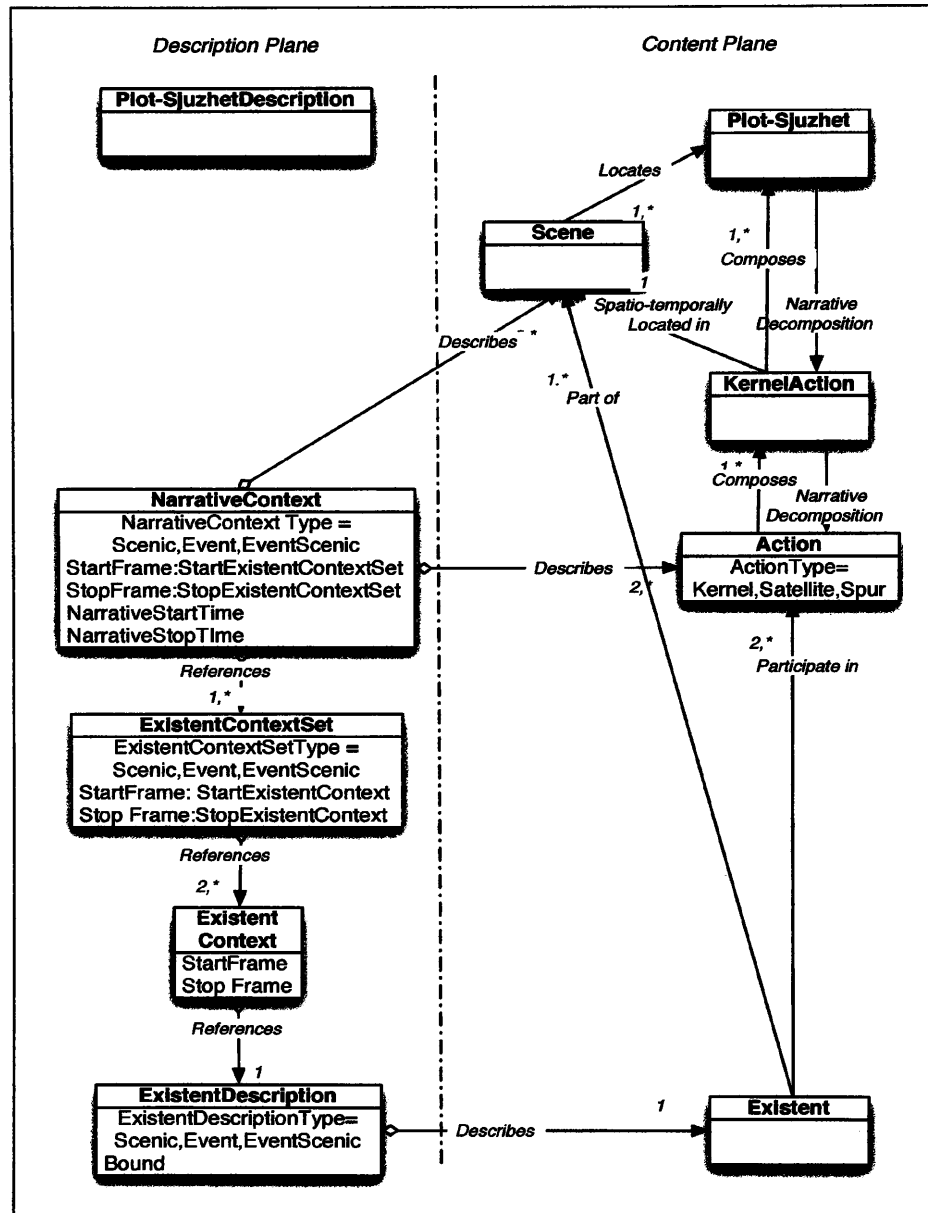 Description Plane
Content Plane
Plot-SjuzhetDescription
Plot-Sjuzhet
Locates
1,*
Scene
1,*
Composes
1
Spatio-temporally
Located in
Narrative
Decomposition
Describes
*
1.*
Part of
KernelAction
1,*
Composes
Narrative
Decomposition
NarrativeContext
NarrativeContext Type =
Scenic,Event,EventScenic
StartFrame:StartExistentContextSet
StopFrame:StopExistentContextSet
NarrativeStartTime
NarrativeStopTIme
Describes
2,*
Action
ActionType=
Kernel,Satellite,Spur
2,*
Participate in
References
1,*
ExistentContextSet
ExistentContextSetType =
Scenic,Event,EventScenic
StartFrame: StartExistentContext
Stop Frame:StopExistentContext
References
2,*
Existent
Context
StartFrame
Stop Frame
References
1
ExistentDescription
ExistentDescriptionType=
Scenic,Event,EventScenic
Bound
Describes
1
Existent